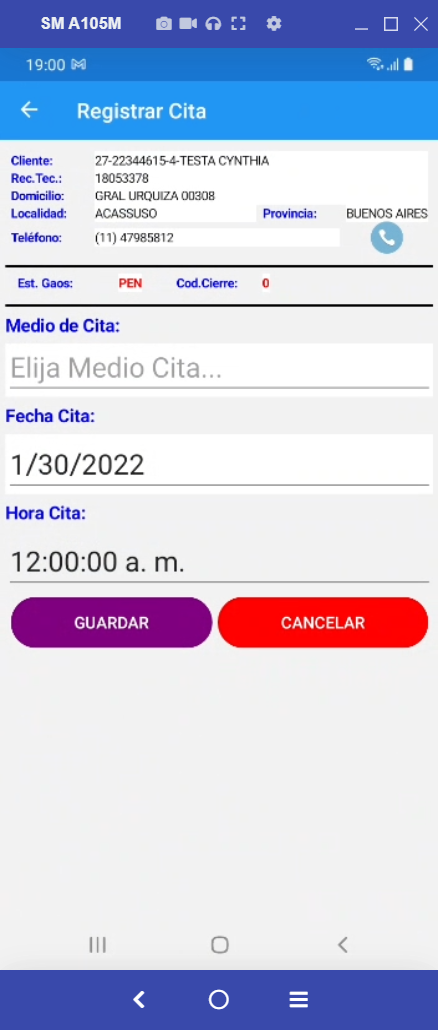 SM A105M
19:00
Registrar Cita
Cliente: 27-22344615-4-TESTA CYNTHIA
Rec.Tec.: 18053378
Domicilio: GRAL URQUIZA 00308
Localidad: ACASSUSO Provincia: BUENOS AIRES
Teléfono: (11) 47985812
Est. Gaos: PEN Cod.Cierre: 0
Medio de Cita:
Elija Medio Cita...
Fecha Cita:
1/30/2022
Hora Cita:
12:00:00 a. m.
GUARDAR CANCELAR